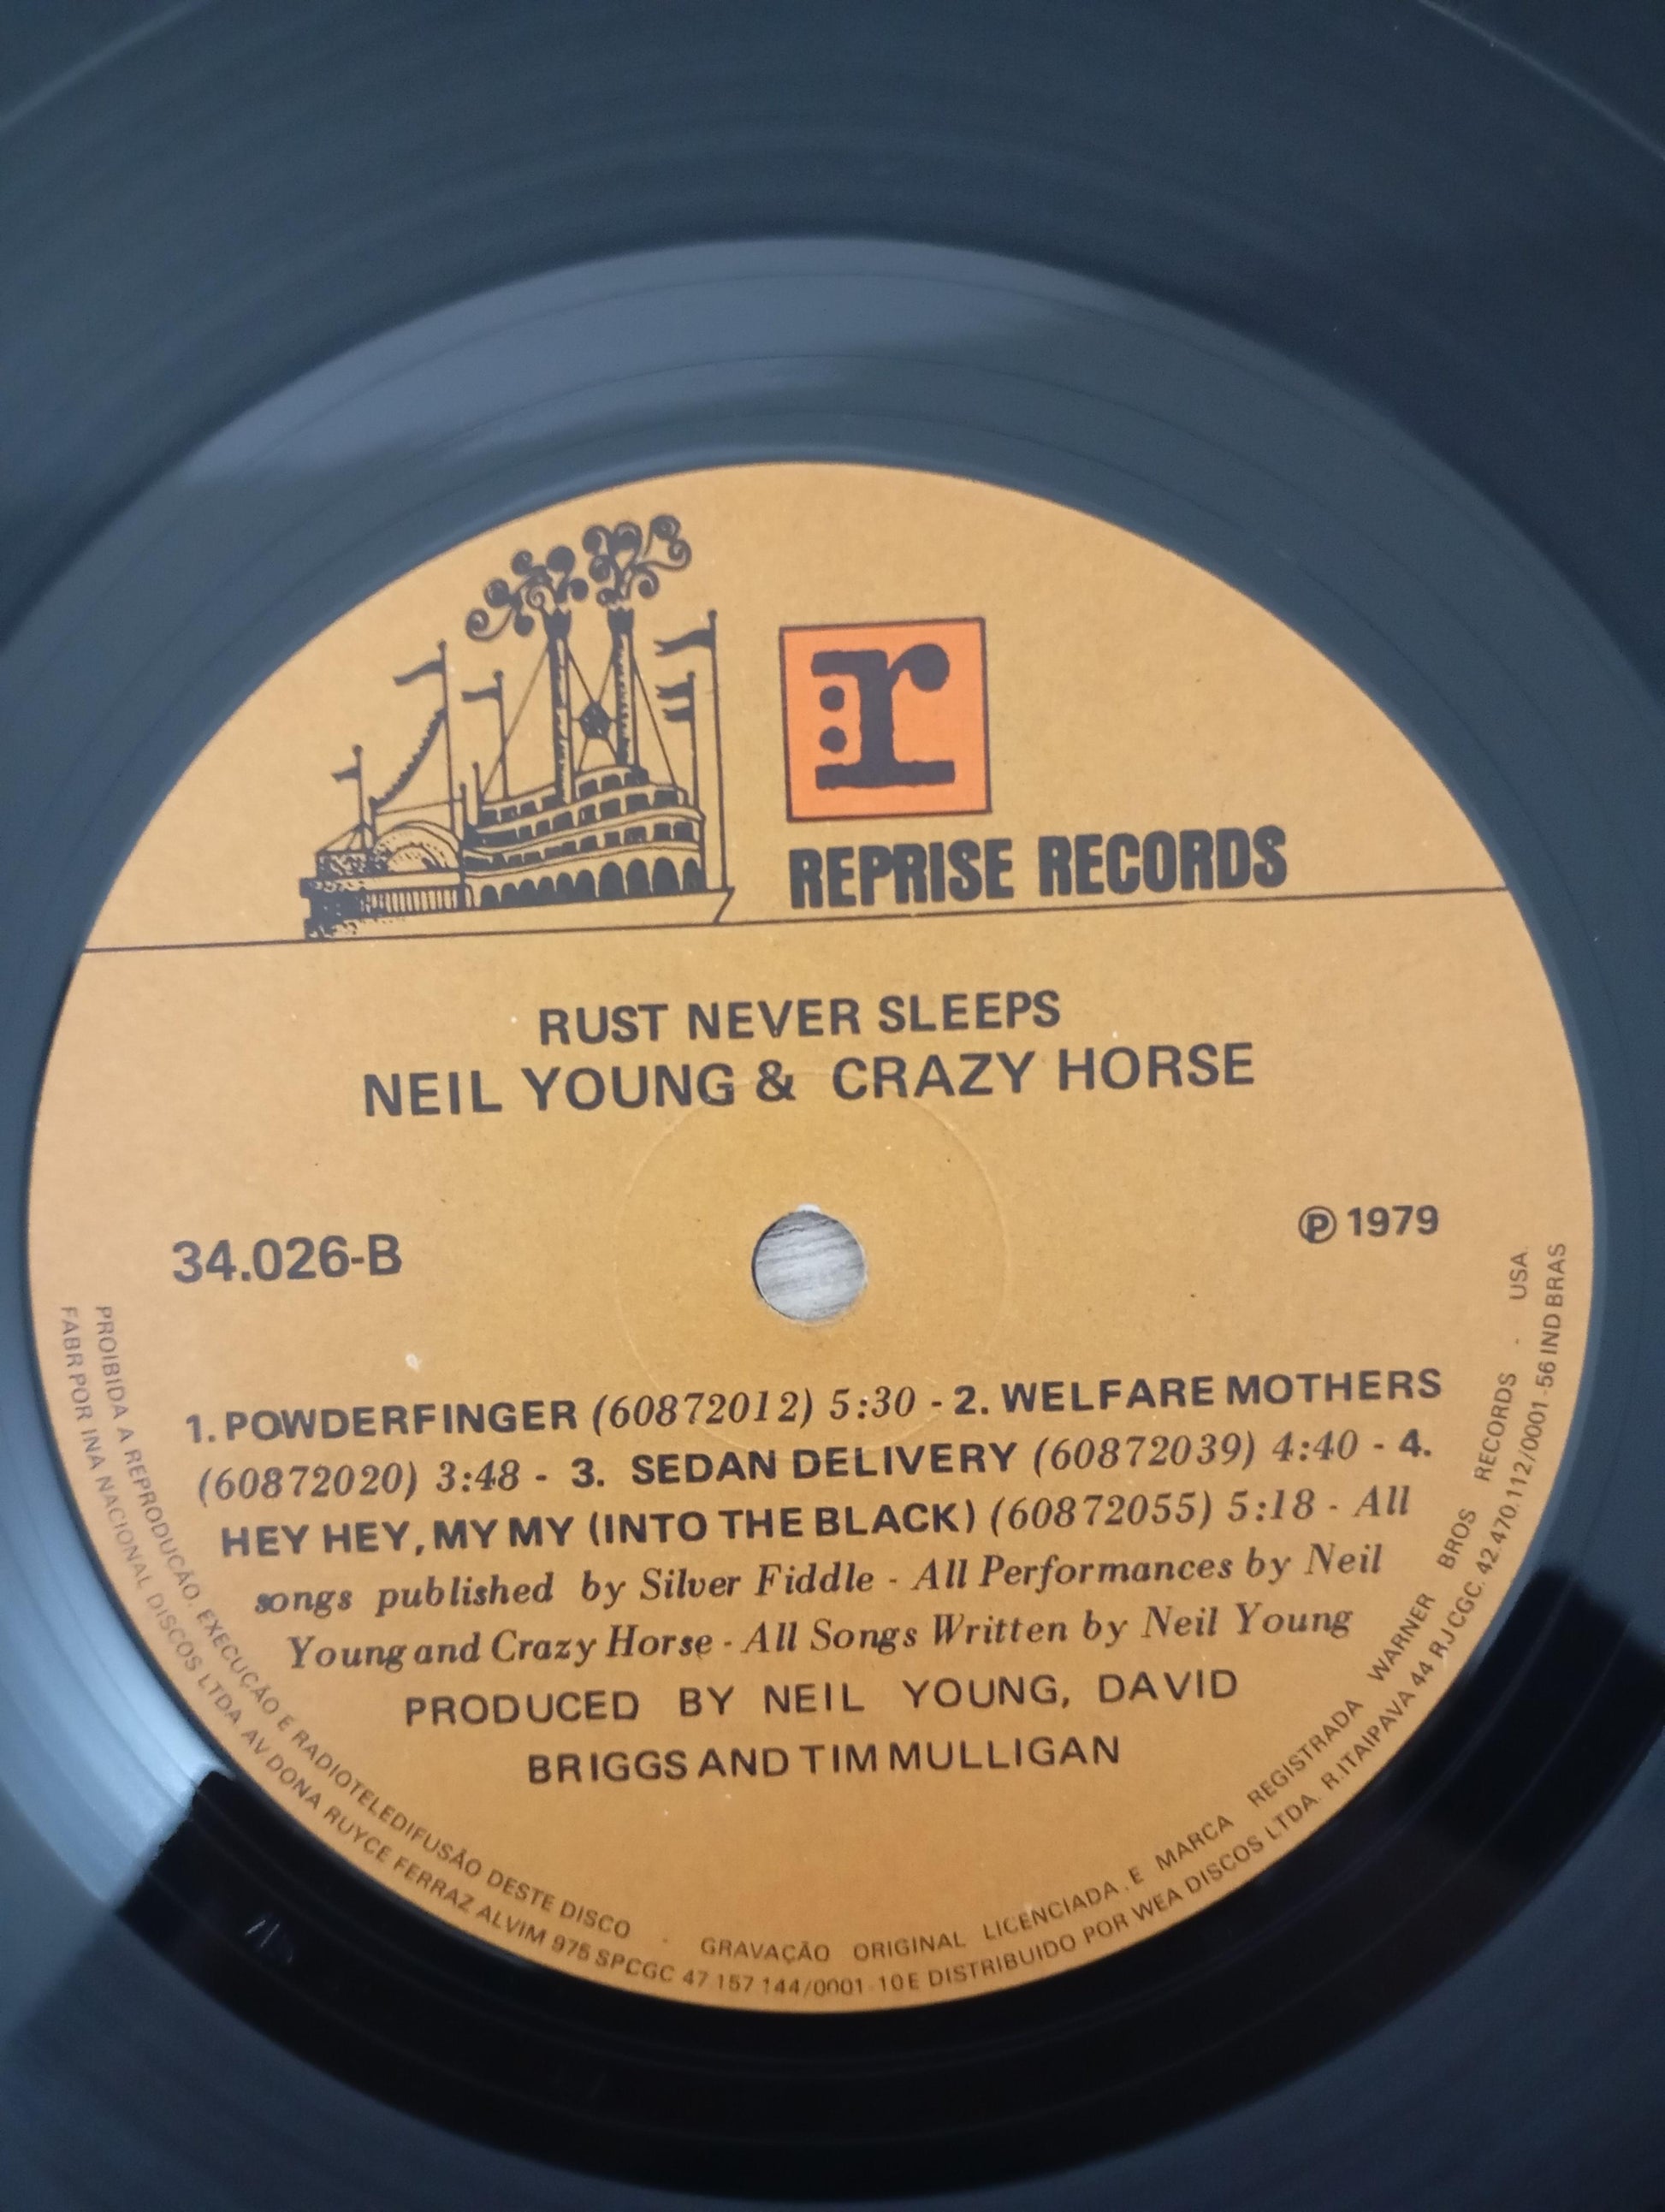 r
REPRISE RECORDS
RUST NEVER SLEEPS
NEIL YOUNG & CRAZY HORSE
34.026-B
Ⓟ 1979
1. POWDERFINGER (60872012) 5:30 - 2. WELFARE MOTHERS
(60872020) 3:48 - 3. SEDAN DELIVERY (60872039) 4:40 - 4.
HEY HEY, MY MY (INTO THE BLACK) (60872055) 5:18 - All
songs published by Silver Fiddle - All Performances by Neil
Young and Crazy Horse - All Songs Written by Neil Young
PRODUCED BY NEIL YOUNG, DAVID
BRIGGS AND TIM MULLIGAN
PROIBIDA A REPRODUÇÃO, EXECUÇÃO E RADIOTELEDIFUSÃO DESTE DISCO - GRAVAÇÃO ORIGINAL LICENCIADA. E MARCA REGISTRADA WARNER BROS RECORDS - USA.
FABR POR INA NACIONAL DISCOS LTDA AV DONA RUYCE FERRAZ ALVIM 975 SPCGC 47 157 144/0001-10 E DISTRIBUIDO POR WEA DISCOS LTDA. R.ITAIPAVA 44 RJ CGC. 42.470.112/0001-56 IND BRAS